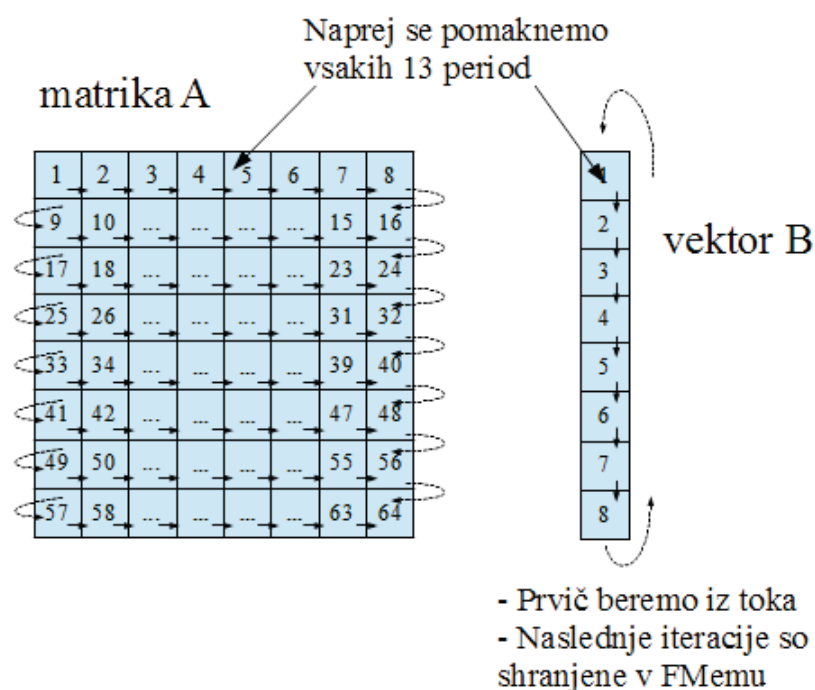 Naprej se pomaknemo
vsakih 13 period
matrika A
1 2 3 4 5 6 7 8
9 10 ... ... ... ... 15 16
17 18 ... ... ... ... 23 24
25 26 ... ... ... ... 31 32
33 34 ... ... ... ... 39 40
41 42 ... ... ... ... 47 48
49 50 ... ... ... ... 55 56
57 58 ... ... ... ... 63 64
1
2
3
4
5
6
7
8
vektor B
- Prvič beremo iz toka
- Naslednje iteracije so
shranjene v FMemu